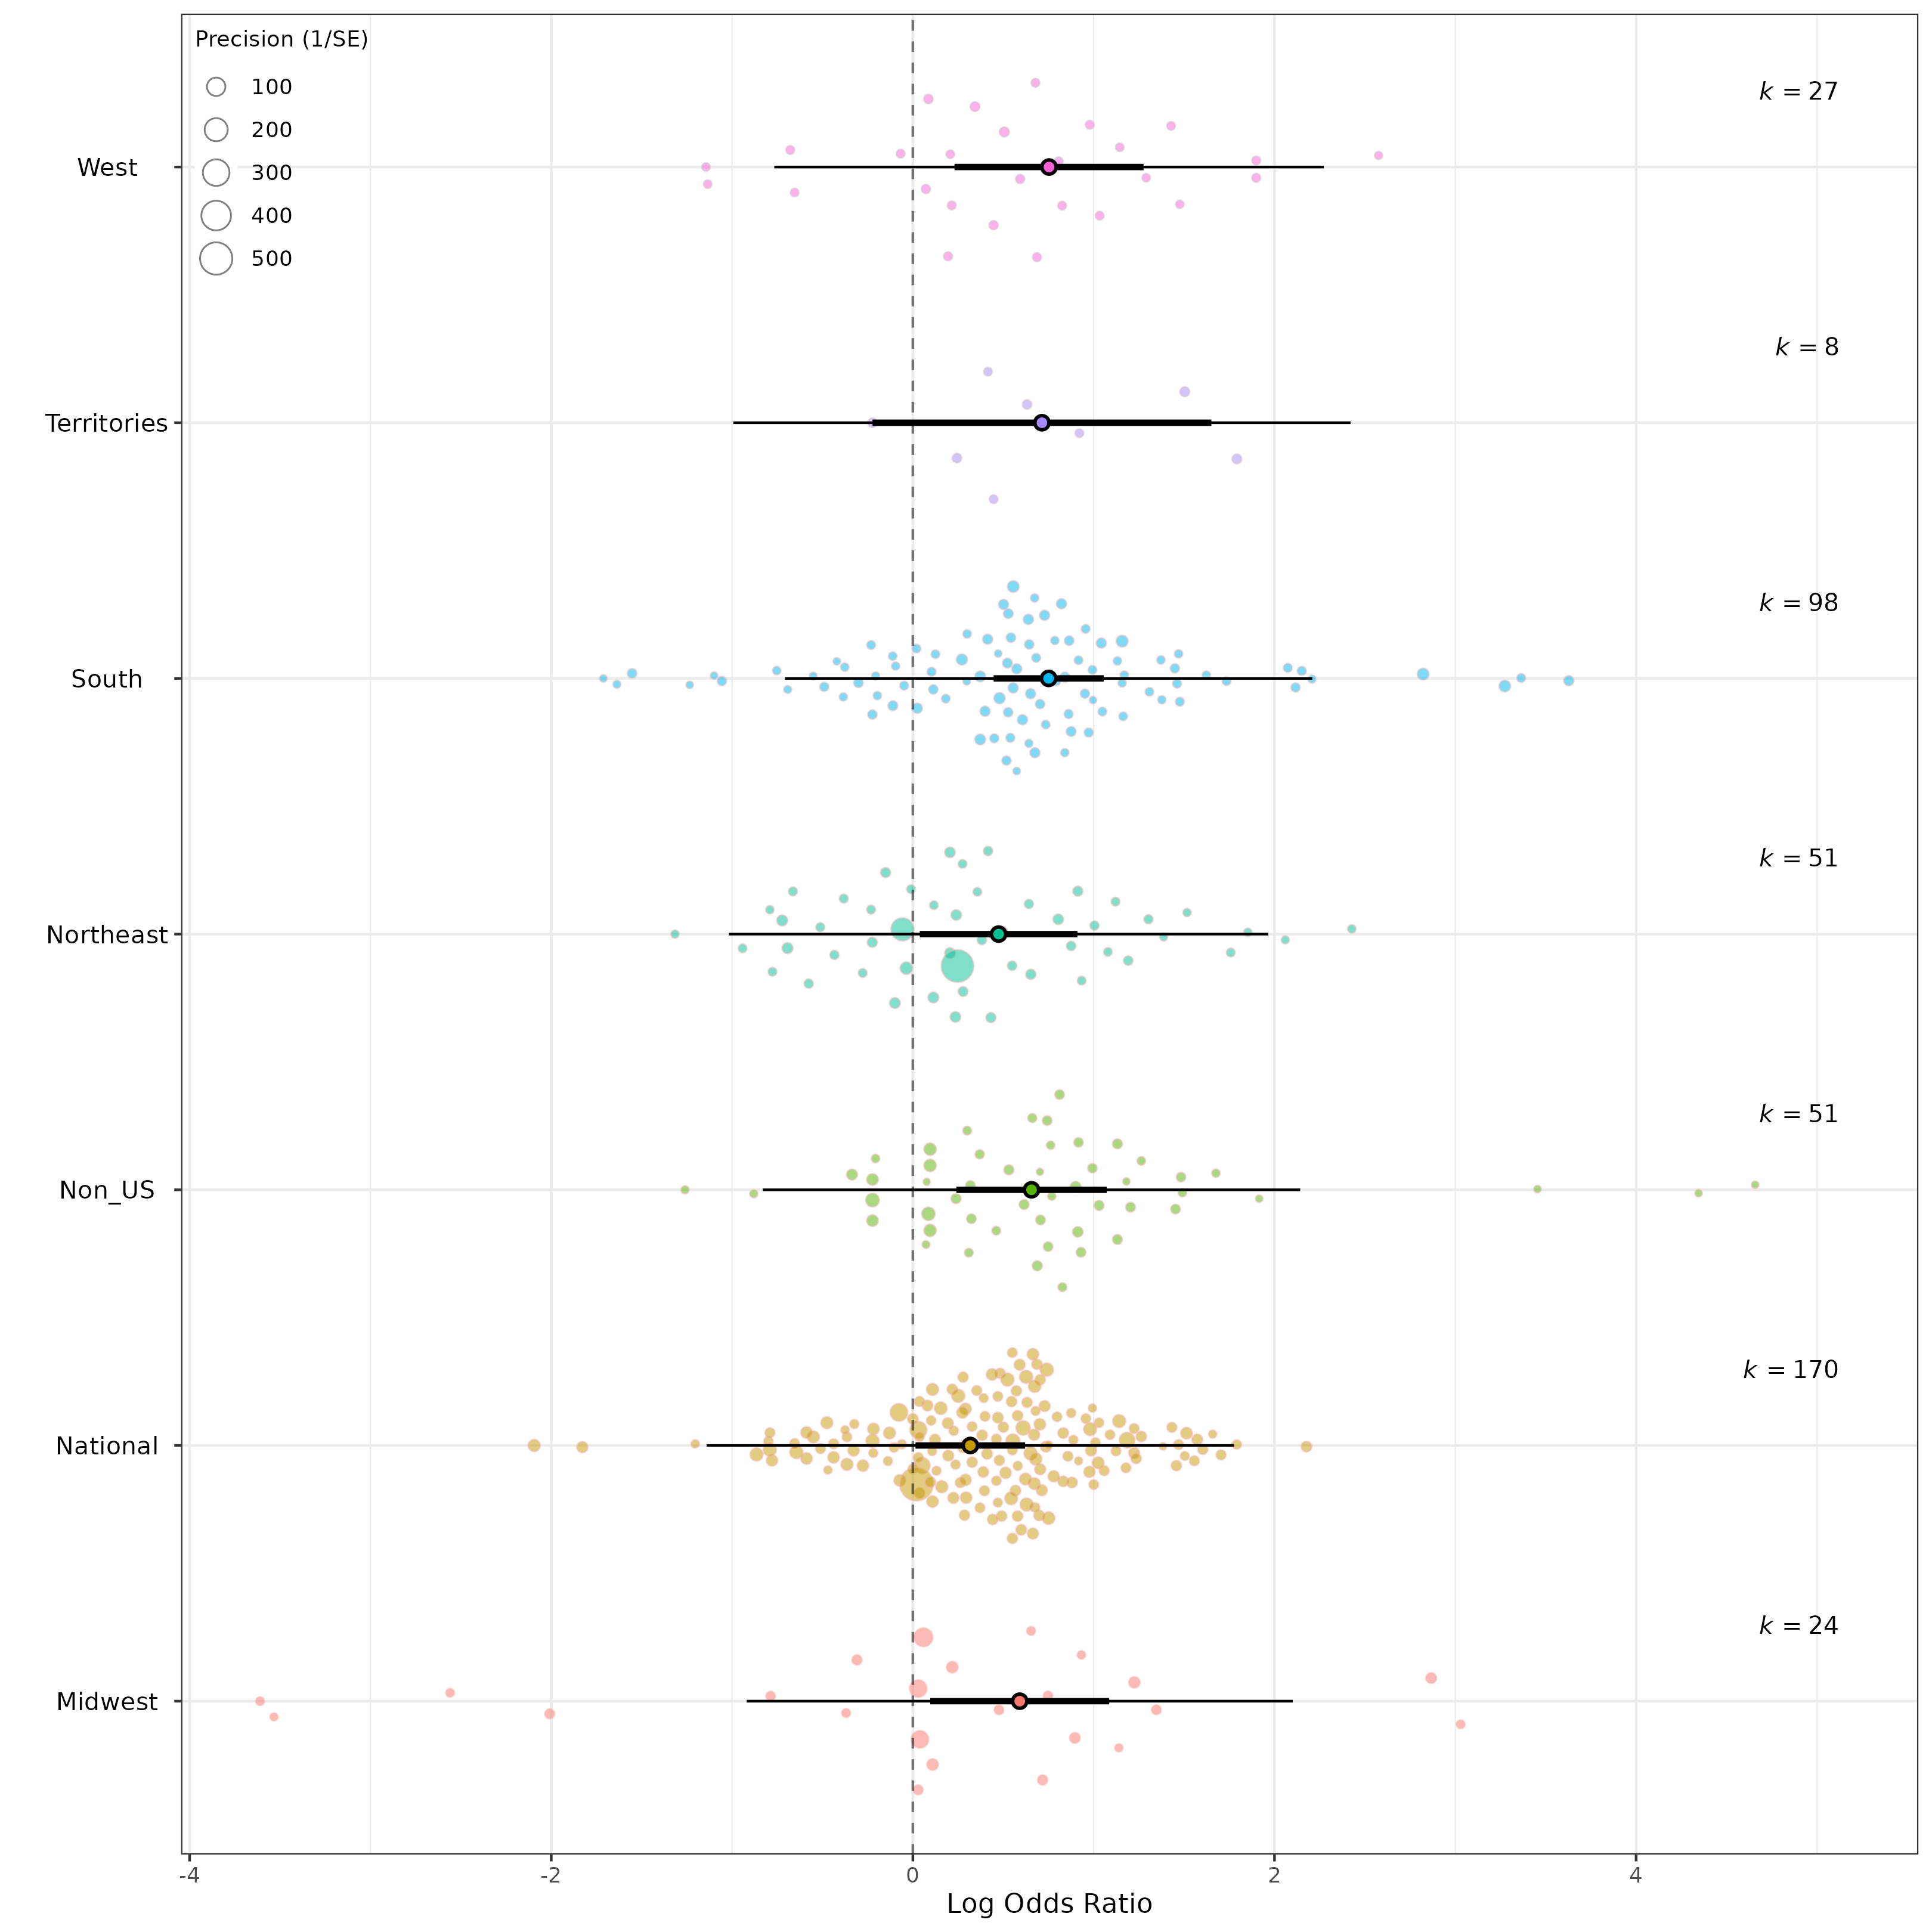 Precision (1/SE)
100
200
300
400
500
West
k = 27
Territories
k = 8
South
k = 98
Northeast
k = 51
Non_US
k = 51
National
k = 170
Midwest
k = 24
-4
-2
0
2
4
Log Odds Ratio